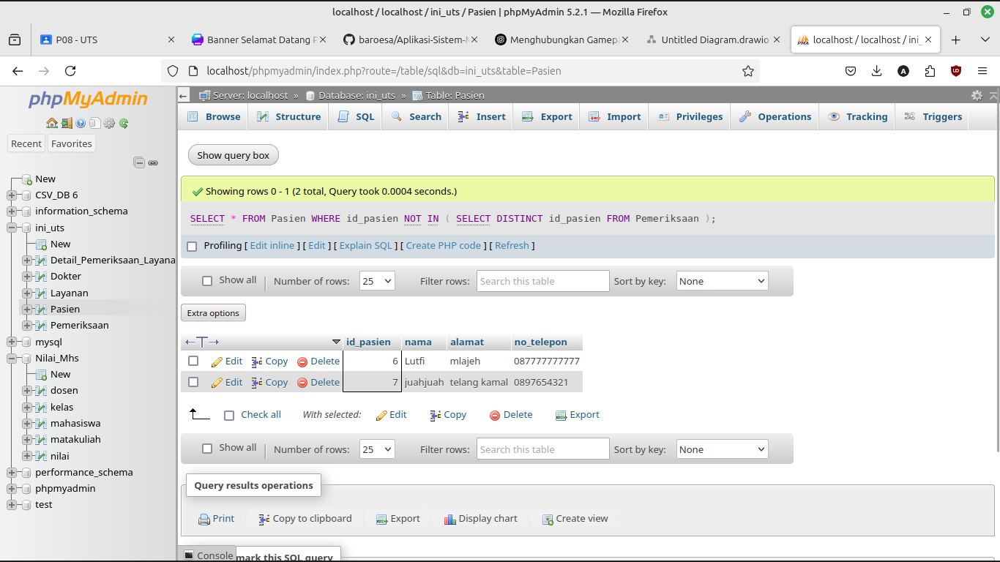 localhost / localhost / ini_uts / Pasien | phpMyAdmin 5.2.1 — Mozilla Firefox
P08 - UTS
Banner Selamat Datang P
baroesa/Aplikasi-Sistem-
Menghubungkan Gamepa
Untitled Diagram.drawio
localhost / localhost / ini_
localhost/phpmyadmin/index.php?route=/table/sql&db=ini_uts&table=Pasien
phpMyAdmin
Recent Favorites
New
CSV_DB 6
information_schema
ini_uts
New
Detail_Pemeriksaan_Layana
Dokter
Layanan
Pasien
Pemeriksaan
mysql
Nilai_Mhs
New
dosen
kelas
mahasiswa
matakuliah
nilai
performance_schema
phpmyadmin
test
Server: localhost » Database: ini_uts » Table: Pasien
Browse Structure SQL Search Insert Export Import Privileges Operations Tracking Triggers
Show query box
Showing rows 0 - 1 (2 total, Query took 0.0004 seconds.)
SELECT * FROM Pasien WHERE id_pasien NOT IN ( SELECT DISTINCT id_pasien FROM Pemeriksaan );
Profiling [ Edit inline ] [ Edit ] [ Explain SQL ] [ Create PHP code ] [ Refresh ]
Show all Number of rows: 25 Filter rows: Search this table Sort by key: None
Extra options
id_pasien nama alamat no_telepon
Edit Copy Delete 6 Lutfi mlajeh 087777777777
Edit Copy Delete 7 juahjuah telang kamal 0897654321
Check all With selected: Edit Copy Delete Export
Show all Number of rows: 25 Filter rows: Search this table Sort by key: None
Query results operations
Print Copy to clipboard Export Display chart Create view
Console
mark this SQL query